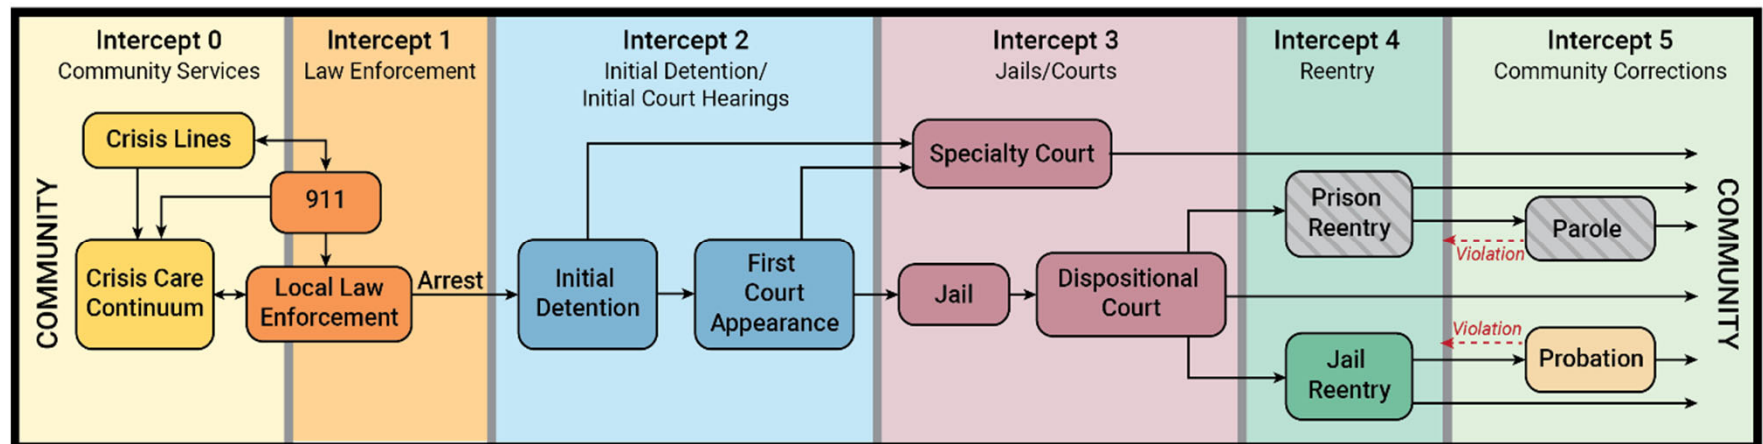 Intercept 0
Community Services
Intercept 1
Law Enforcement
Intercept 2
Initial Detention/
Initial Court Hearings
Intercept 3
Jails/Courts
Intercept 4
Reentry
Intercept 5
Community Corrections
COMMUNITY
Crisis Lines
911
Crisis Care
Continuum
Local Law
Enforcement
Arrest
Initial
Detention
First
Court
Appearance
Specialty Court
Jail
Dispositional
Court
Prison
Reentry
Parole
Violation
Violation
Jail
Reentry
Probation
COMMUNITY